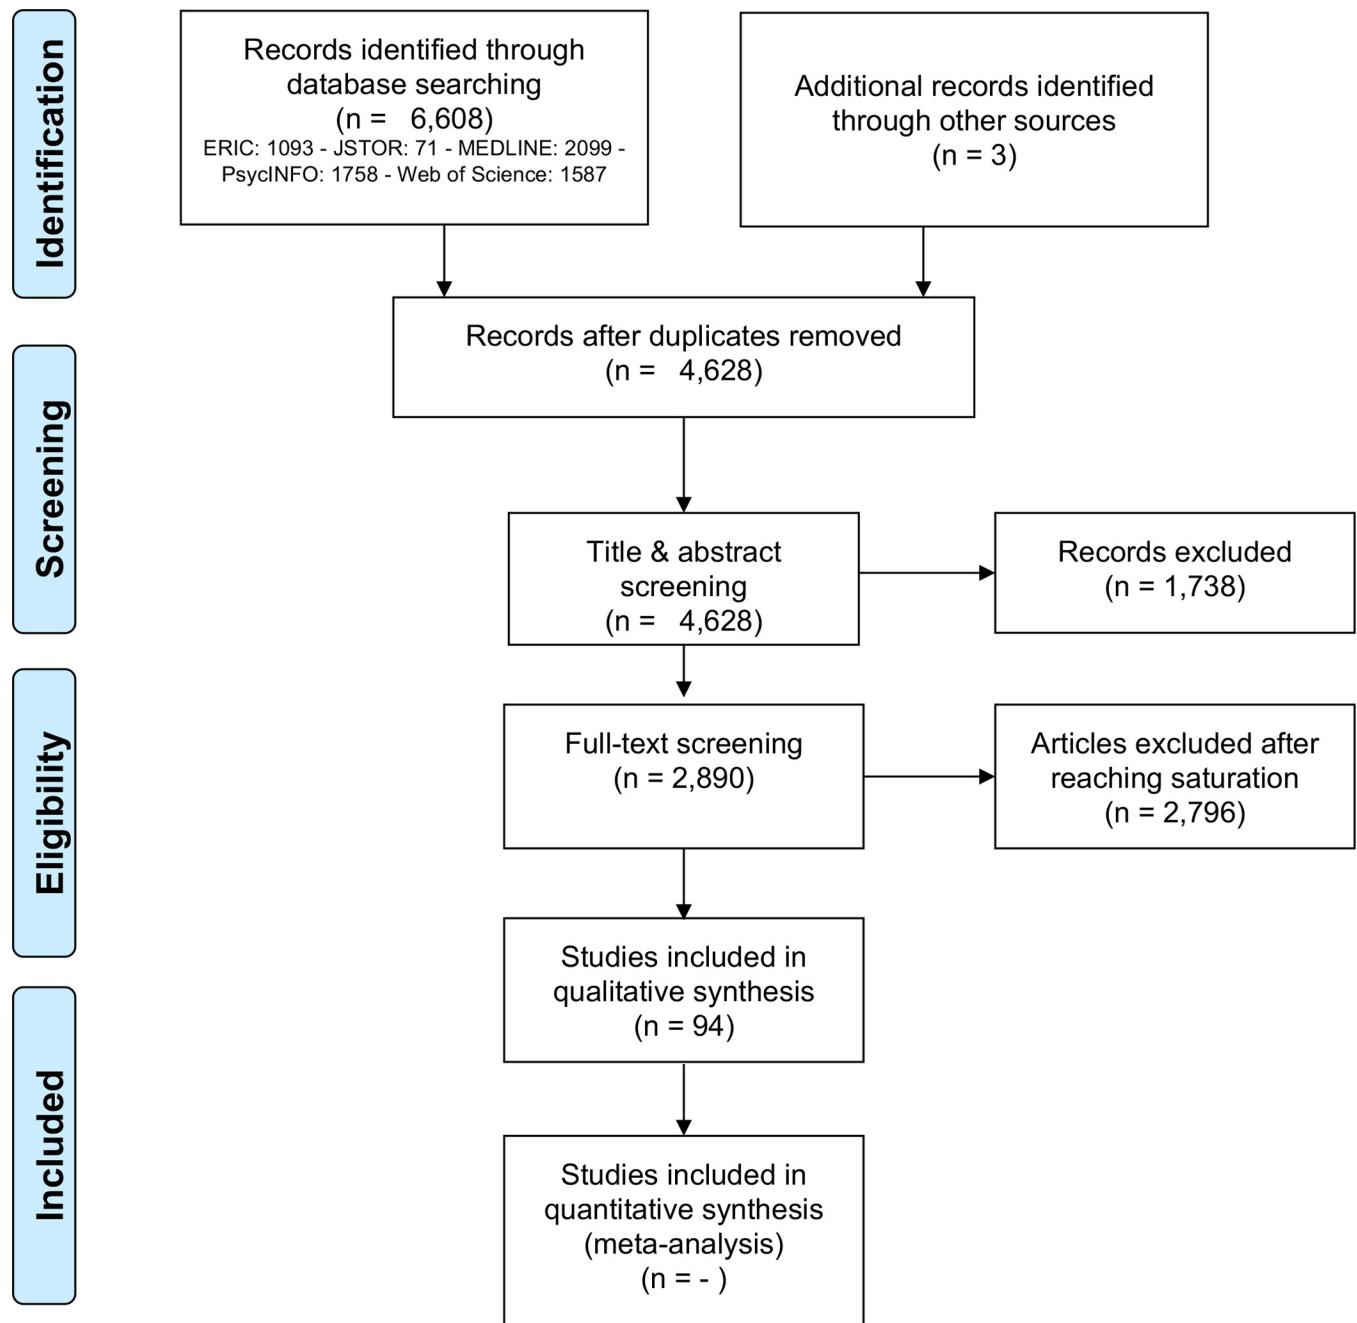 Identification
Records identified through
database searching
(n =   6,608)
ERIC: 1093 - JSTOR: 71 - MEDLINE: 2099 -
PsycINFO: 1758 - Web of Science: 1587
Additional records identified
through other sources
(n = 3)
Records after duplicates removed
(n =   4,628)
Screening
Title & abstract
screening
(n =   4,628)
Records excluded
(n = 1,738)
Eligibility
Full-text screening
(n = 2,890)
Articles excluded after
reaching saturation
(n = 2,796)
Studies included in
qualitative synthesis
(n = 94)
Included
Studies included in
quantitative synthesis
(meta-analysis)
(n = - )